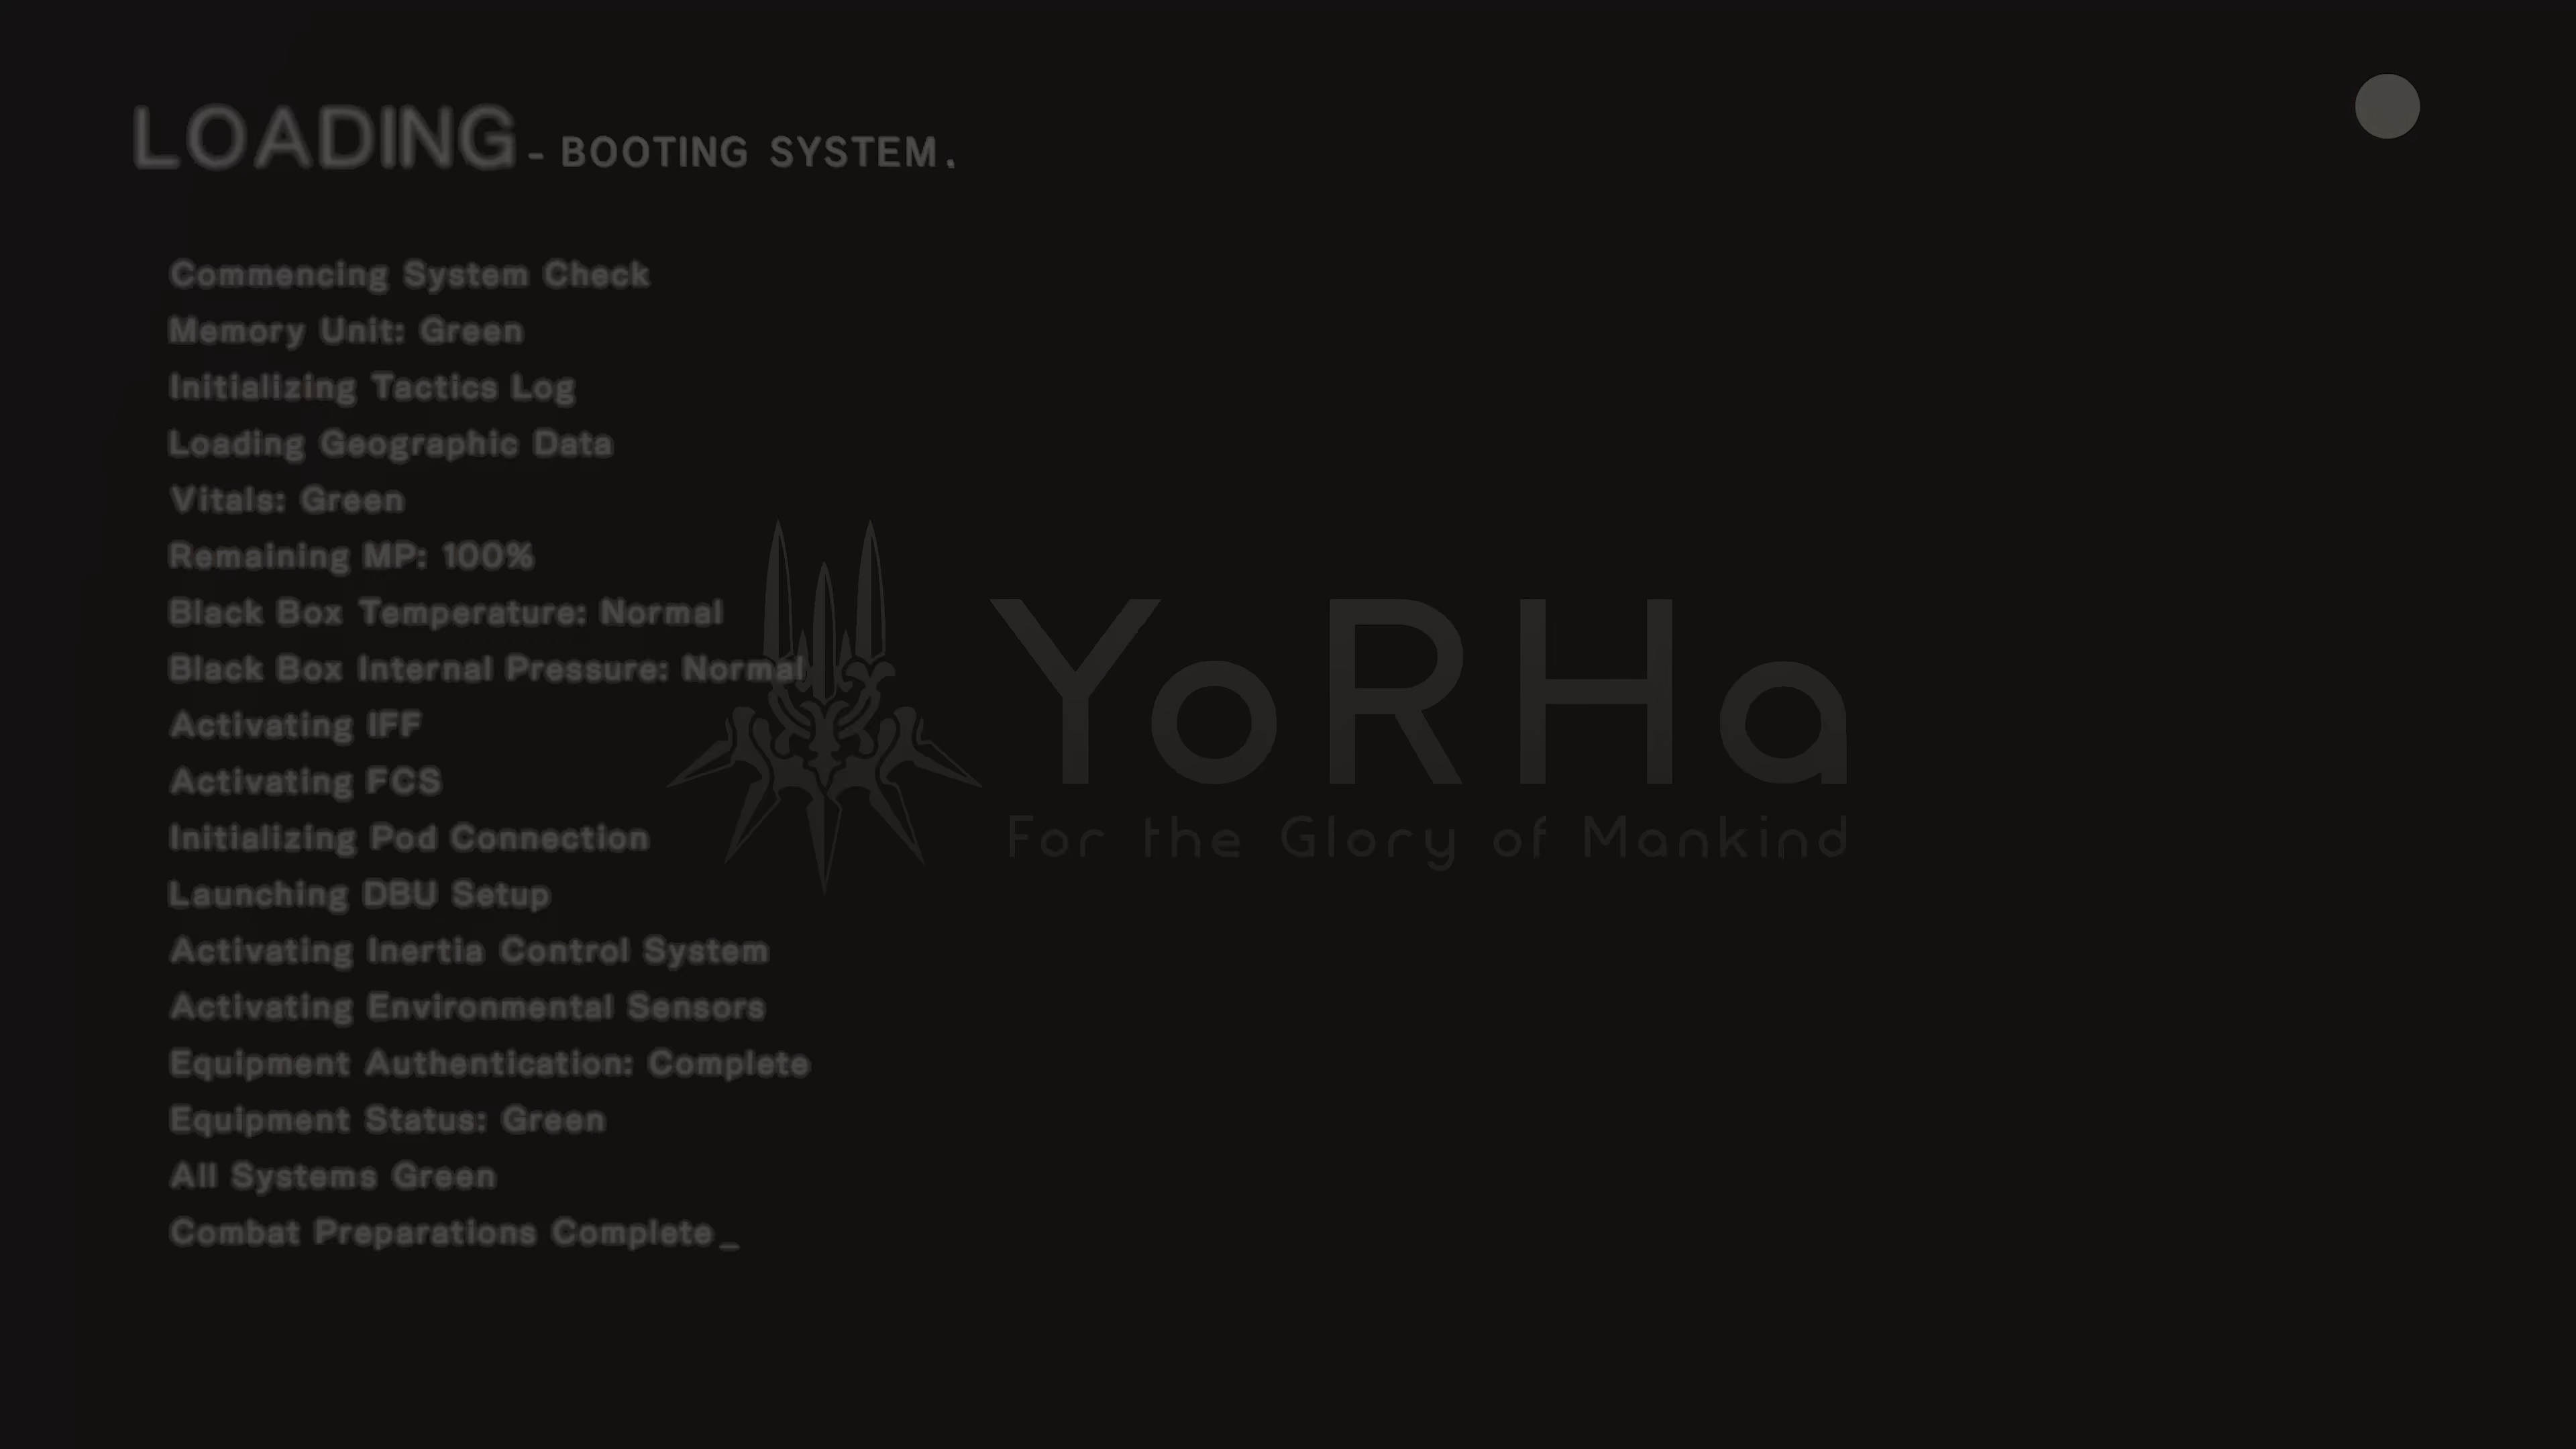 LOADING - BOOTING SYSTEM.
Commencing System Check
Memory Unit: Green
Initializing Tactics Log
Loading Geographic Data
Vitals: Green
Remaining MP: 100%
Black Box Temperature: Normal
Black Box Internal Pressure: Normal
Activating IFF
Activating FCS
Initializing Pod Connection
Launching DBU Setup
Activating Inertia Control System
Activating Environmental Sensors
Equipment Authentication: Complete
Equipment Status: Green
All Systems Green
Combat Preparations Complete_
YoRHa
For the Glory of Mankind